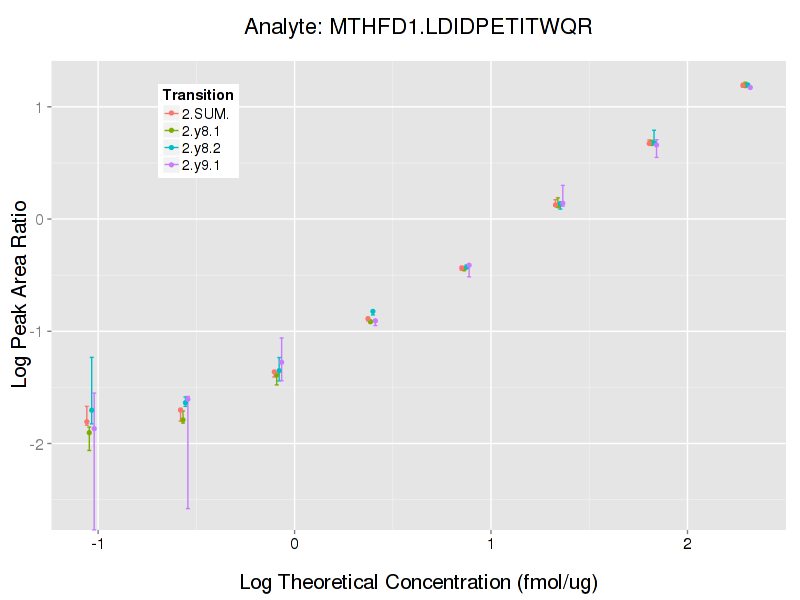 Analyte: MTHFD1.LDIDPETITWQR
Transition
2.SUM.
2.y8.1
2.y8.2
2.y9.1
Log Peak Area Ratio
1
0
-1
-2
-1
0
1
2
Log Theoretical Concentration (fmol/ug)